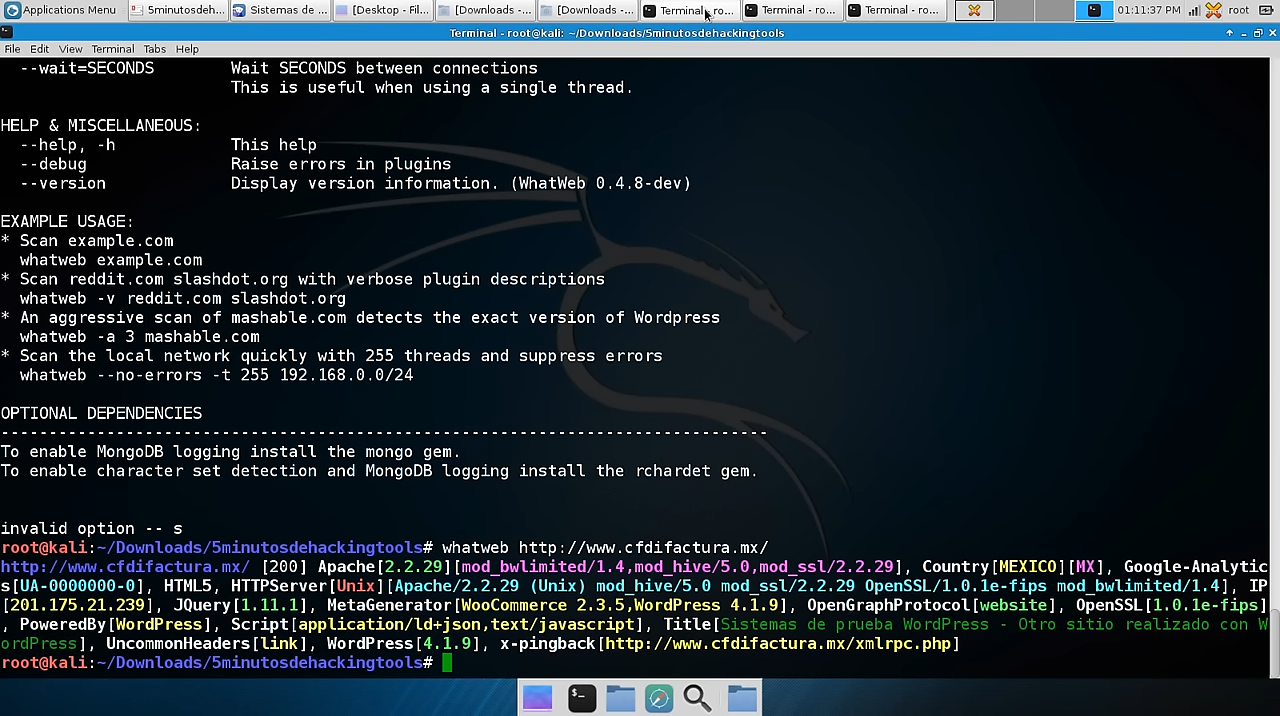 Applications Menu
5minutosdeh...
Sistemas de ...
[Desktop - Fil...
[Downloads -...
[Downloads -...
Terminal - ro...
Terminal - ro...
Terminal - ro...
01:11:37 PM
root
Terminal - root@kali: ~/Downloads/5minutosdehackingtools
File Edit View Terminal Tabs Help
--wait=SECONDS Wait SECONDS between connections
This is useful when using a single thread.
HELP & MISCELLANEOUS:
--help, -h This help
--debug Raise errors in plugins
--version Display version information. (WhatWeb 0.4.8-dev)
EXAMPLE USAGE:
* Scan example.com
whatweb example.com
* Scan reddit.com slashdot.org with verbose plugin descriptions
whatweb -v reddit.com slashdot.org
* An aggressive scan of mashable.com detects the exact version of Wordpress
whatweb -a 3 mashable.com
* Scan the local network quickly with 255 threads and suppress errors
whatweb --no-errors -t 255 192.168.0.0/24
OPTIONAL DEPENDENCIES
--------------------------------------------------------------------------------
To enable MongoDB logging install the mongo gem.
To enable character set detection and MongoDB logging install the rchardet gem.
invalid option -- s
root@kali:~/Downloads/5minutosdehackingtools# whatweb http://www.cfdifactura.mx/
http://www.cfdifactura.mx/ [200] Apache[2.2.29][mod_bwlimited/1.4,mod_hive/5.0,mod_ssl/2.2.29], Country[MEXICO][MX], Google-Analytic
s[UA-0000000-0], HTML5, HTTPServer[Unix][Apache/2.2.29 (Unix) mod_hive/5.0 mod_ssl/2.2.29 OpenSSL/1.0.1e-fips mod_bwlimited/1.4], IP
[201.175.21.239], JQuery[1.11.1], MetaGenerator[WooCommerce 2.3.5,WordPress 4.1.9], OpenGraphProtocol[website], OpenSSL[1.0.1e-fips]
, PoweredBy[WordPress], Script[application/ld+json,text/javascript], Title[Sistemas de prueba WordPress - Otro sitio realizado con W
ordPress], UncommonHeaders[link], WordPress[4.1.9], x-pingback[http://www.cfdifactura.mx/xmlrpc.php]
root@kali:~/Downloads/5minutosdehackingtools#